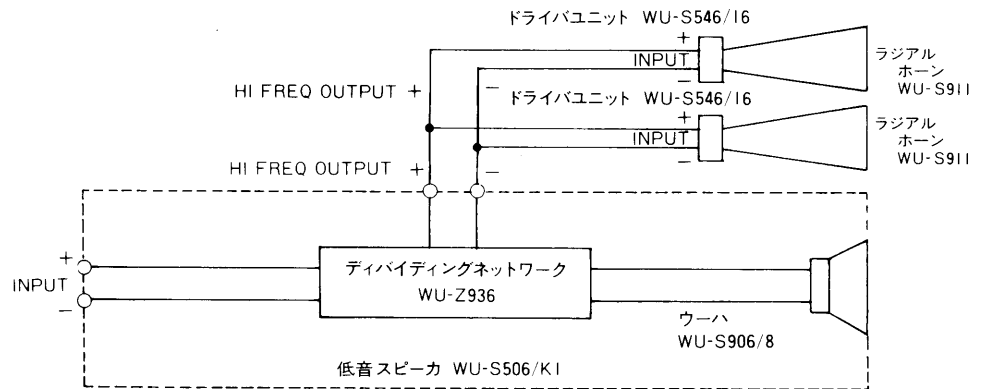 ドライバユニット WU-S546/16
+
INPUT
−
ラジアル
ホーン
WU-S911
HI FREQ OUTPUT + −
ドライバユニット WU-S546/16
+
INPUT
−
ラジアル
ホーン
WU-S911
HI FREQ OUTPUT + −
+
INPUT
−
ディバイディングネットワーク
WU-Z936
ウーハ
WU-S906/8
低音スピーカ WU-S506/K1